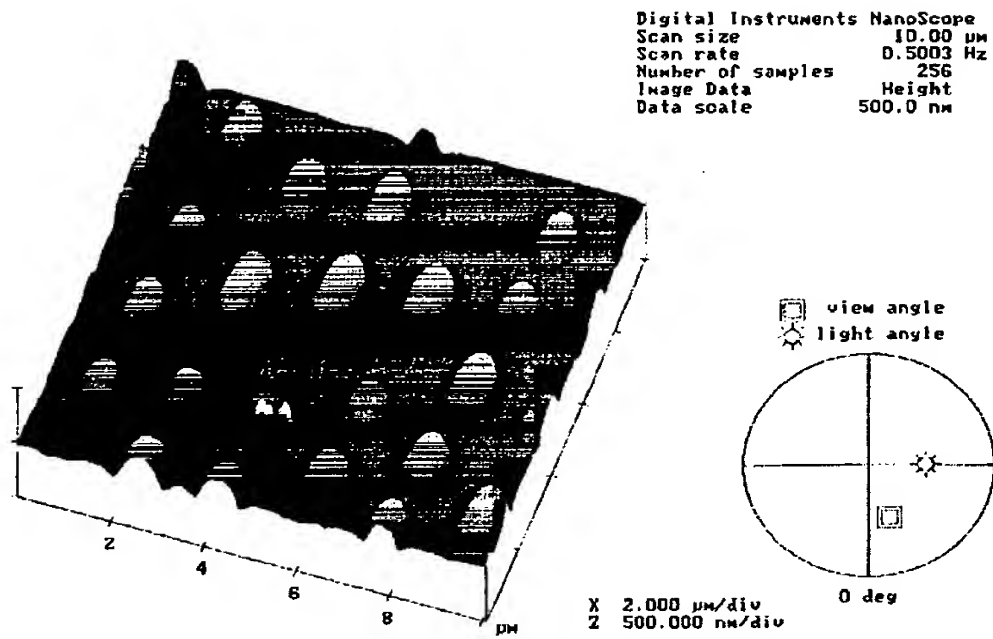 Digital Instruments NanoScope
Scan size 10.00 µm
Scan rate 0.5003 Hz
Number of samples 256
Image Data Height
Data scale 500.0 nm
view angle
light angle
0 deg
2
4
6
8
µm
X 2.000 µm/div
Z 500.000 nm/div